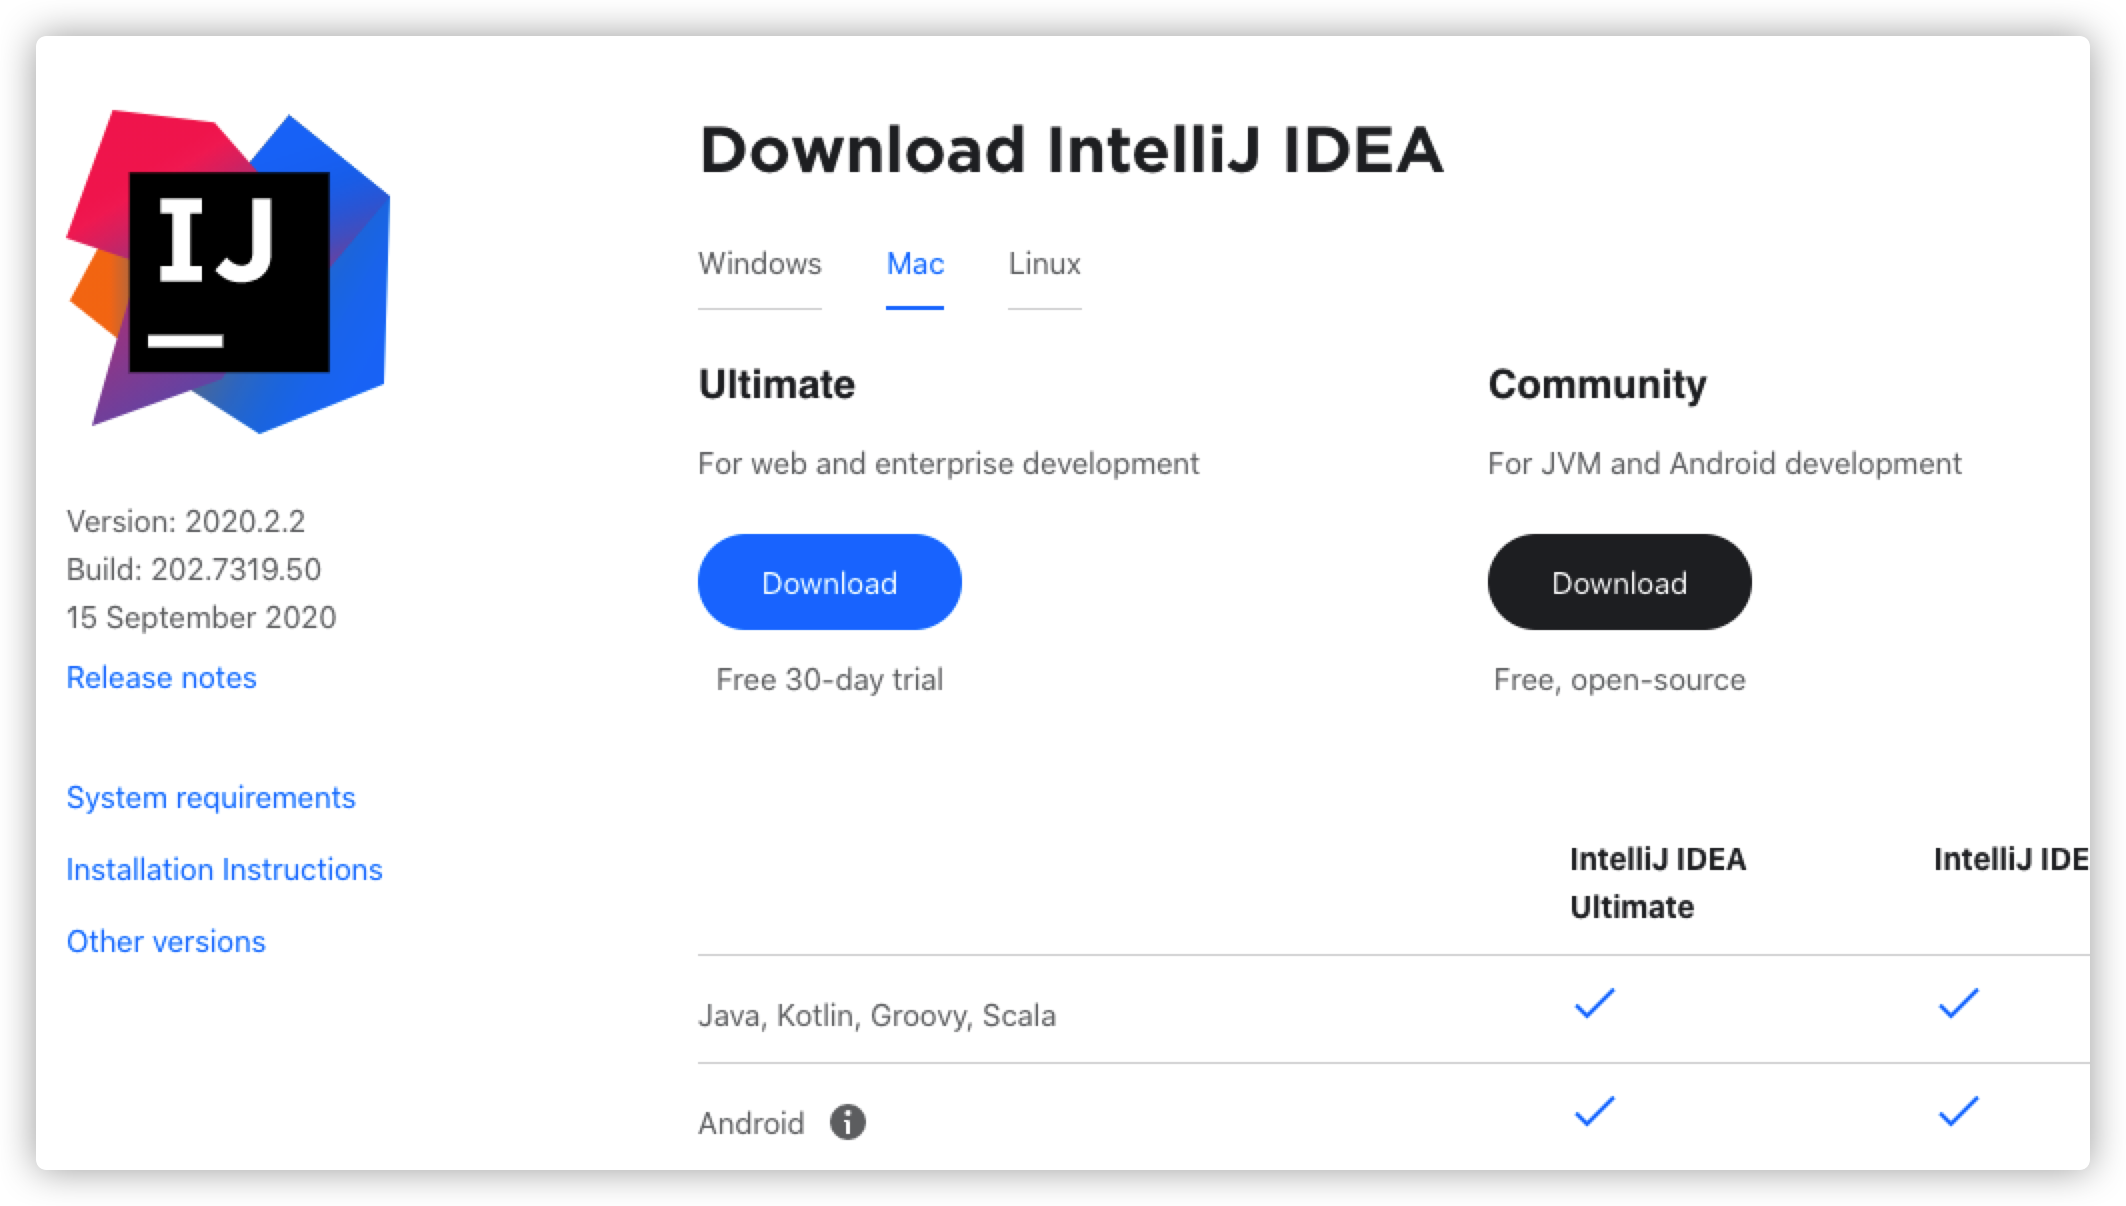 IJ
Version: 2020.2.2
Build: 202.7319.50
15 September 2020
Release notes
System requirements
Installation Instructions
Other versions
Download IntelliJ IDEA
Windows Mac Linux
Ultimate
For web and enterprise development
Download
Free 30-day trial
Community
For JVM and Android development
Download
Free, open-source
IntelliJ IDEA
Ultimate
IntelliJ IDE
Java, Kotlin, Groovy, Scala
Android